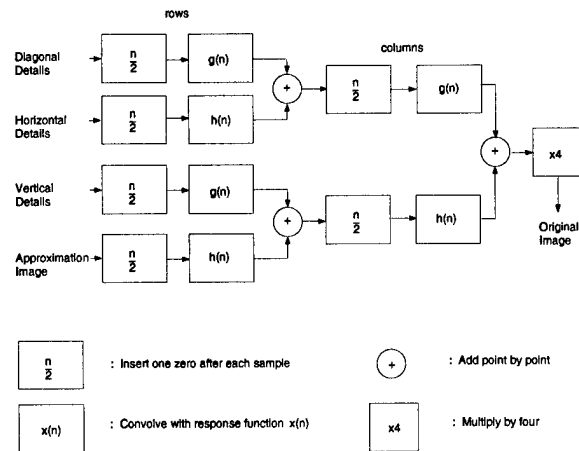 rows
columns
Diagonal
Details
n
2
g(n)
+
n
2
g(n)
Horizontal
Details
n
2
h(n)
+
x4
Vertical
Details
n
2
g(n)
+
n
2
h(n)
Original
Image
Approximation
Image
n
2
h(n)
n
2
: Insert one zero after each sample
+
: Add point by point
x(n)
: Convolve with response function x(n)
x4
: Multiply by four